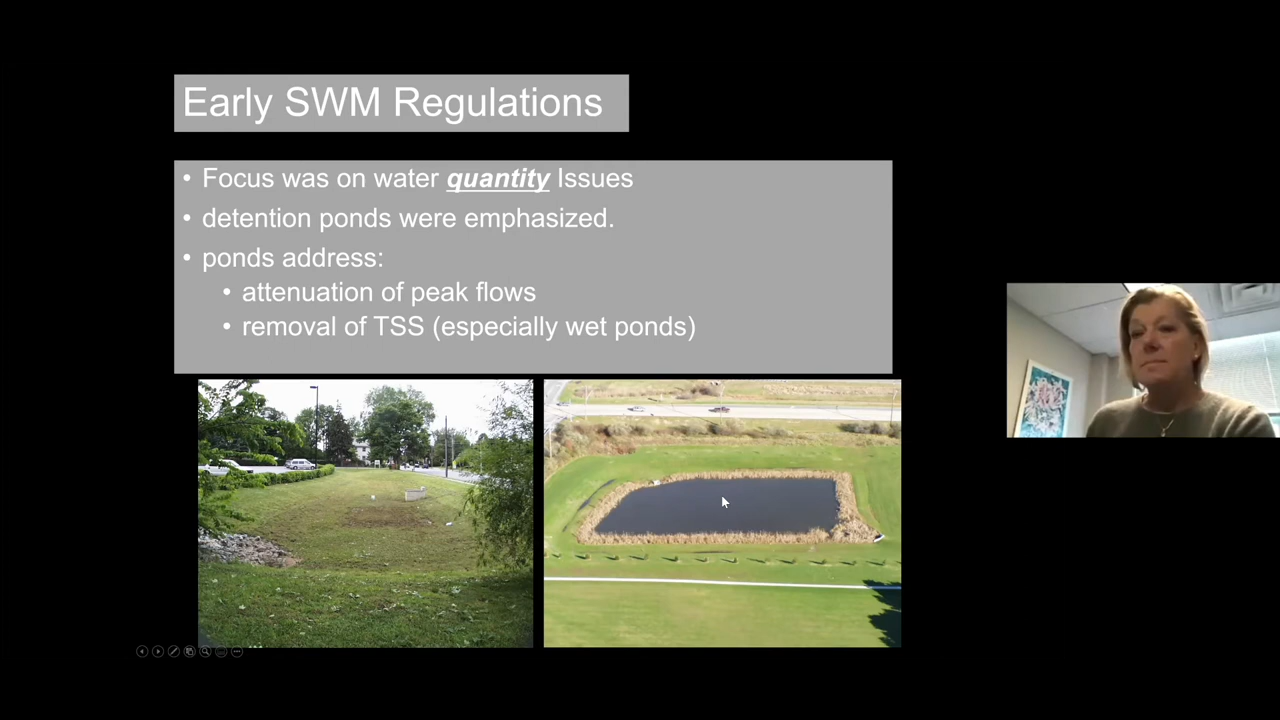 Early SWM Regulations
• Focus was on water quantity Issues
• detention ponds were emphasized.
• ponds address:
• attenuation of peak flows
• removal of TSS (especially wet ponds)